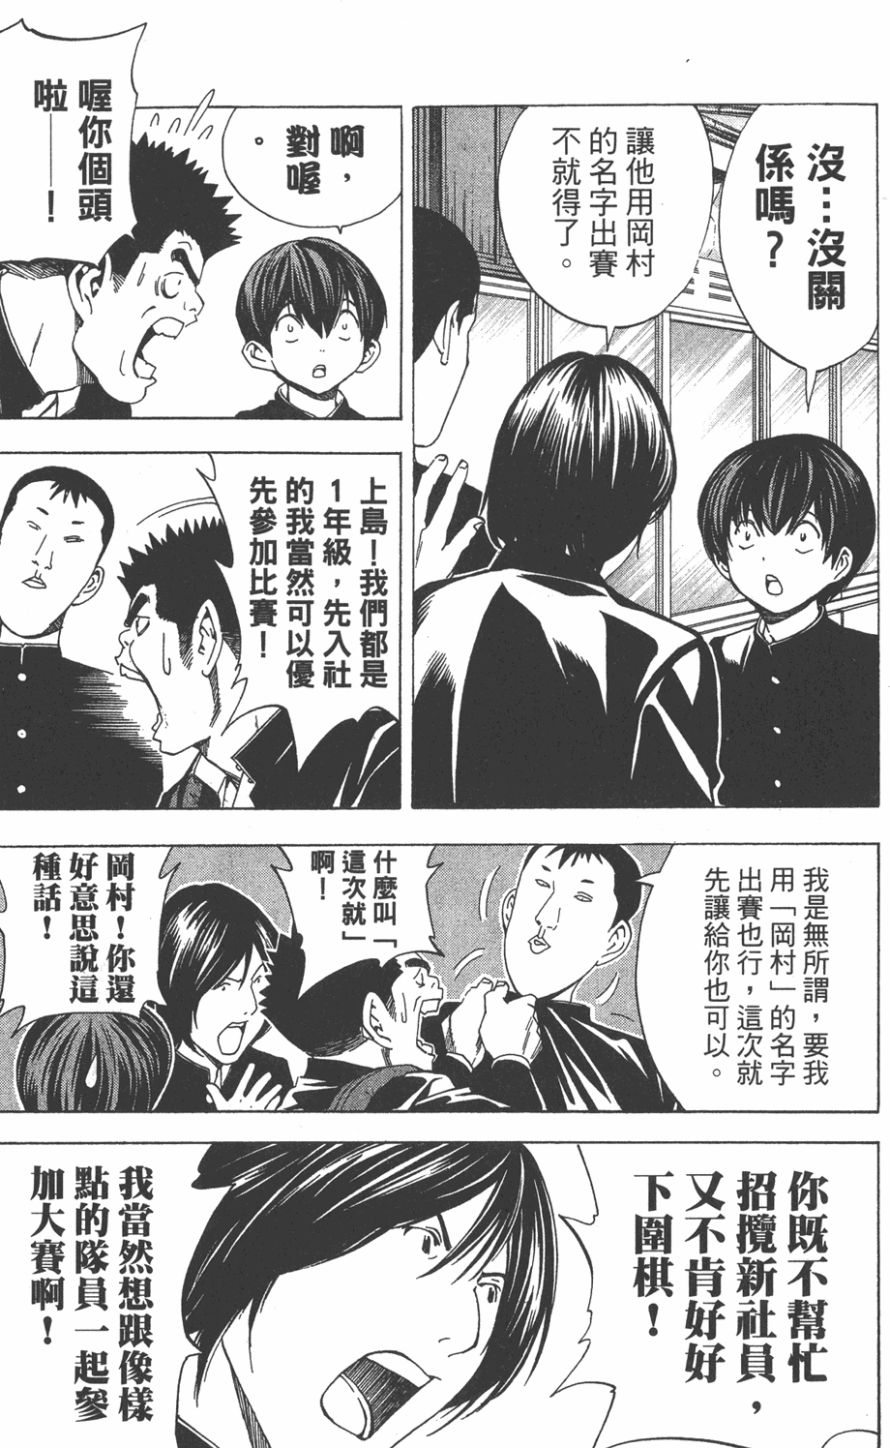 沒…沒關
係嗎？
讓他用岡村
的名字出賽
不就得了。
啊，
對喔
。
喔你個頭
啦——！
上島！我們都是
1年級，先入社
的我當然可以優
先參加比賽！
我是無所謂，要我
用「岡村」的名字
出賽也行，這次就
先讓給你也可以。
什麼叫「
這次就」
啊！
岡村！你還
好意思說這
種話！
你既不幫忙
招攬新社員，
又不肯好好
下圍棋！
我當然想跟像樣
點的隊員一起參
加大賽啊！